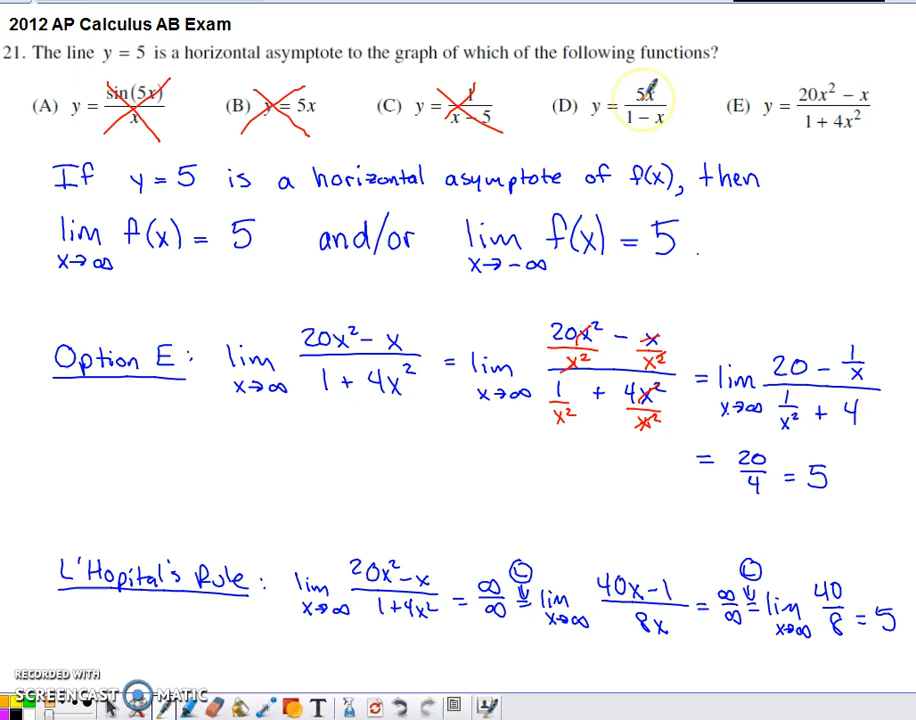 2012 AP Calculus AB Exam
21. The line y = 5 is a horizontal asymptote to the graph of which of the following functions?
(A) y = sin(5x)/x (B) y = 5x (C) y = 1/(x − 5) (D) y = 5x/(1 − x) (E) y = (20x² − x)/(1 + 4x²)
If y = 5 is a horizontal asymptote of f(x), then
lim x→∞ f(x) = 5 and/or lim x→−∞ f(x) = 5.
Option E: lim x→∞ (20x² − x)/(1 + 4x²) = lim x→∞ (20x²/x² − x/x²)/(1/x² + 4x²/x²) = lim x→∞ (20 − 1/x)/(1/x² + 4)
= 20/4 = 5
L'Hopital's Rule: lim x→∞ (20x² − x)/(1 + 4x²) = ∞/∞ Ⓛ = lim x→∞ (40x − 1)/8x = ∞/∞ Ⓛ = lim x→∞ 40/8 = 5
RECORDED WITH
SCREENCAST-O-MATIC
T